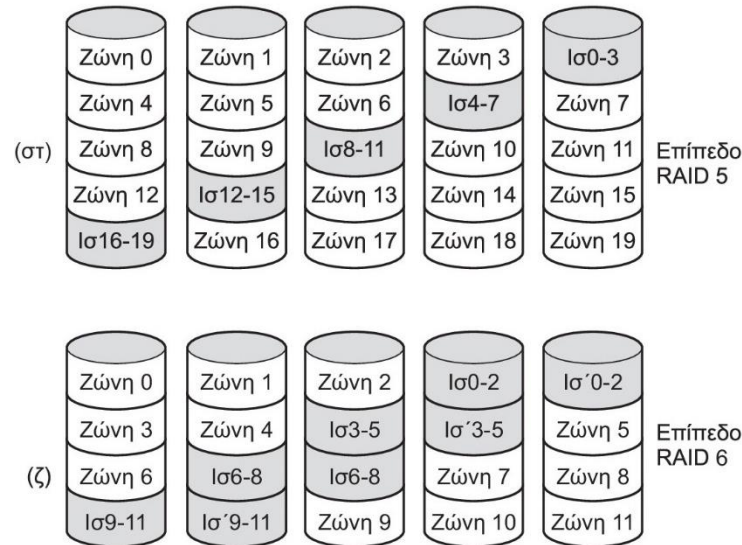 Ζώνη 0 Ζώνη 1 Ζώνη 2 Ζώνη 3 Ισ0-3
Ζώνη 4 Ζώνη 5 Ζώνη 6 Ισ4-7 Ζώνη 7
(στ) Ζώνη 8 Ζώνη 9 Ισ8-11 Ζώνη 10 Ζώνη 11 Επίπεδο
RAID 5
Ζώνη 12 Ισ12-15 Ζώνη 13 Ζώνη 14 Ζώνη 15
Ισ16-19 Ζώνη 16 Ζώνη 17 Ζώνη 18 Ζώνη 19
Ζώνη 0 Ζώνη 1 Ζώνη 2 Ισ0-2 Ισ΄0-2
Ζώνη 3 Ζώνη 4 Ισ3-5 Ισ΄3-5 Ζώνη 5 Επίπεδο
RAID 6
(ζ) Ζώνη 6 Ισ6-8 Ισ6-8 Ζώνη 7 Ζώνη 8
Ισ9-11 Ισ΄9-11 Ζώνη 9 Ζώνη 10 Ζώνη 11